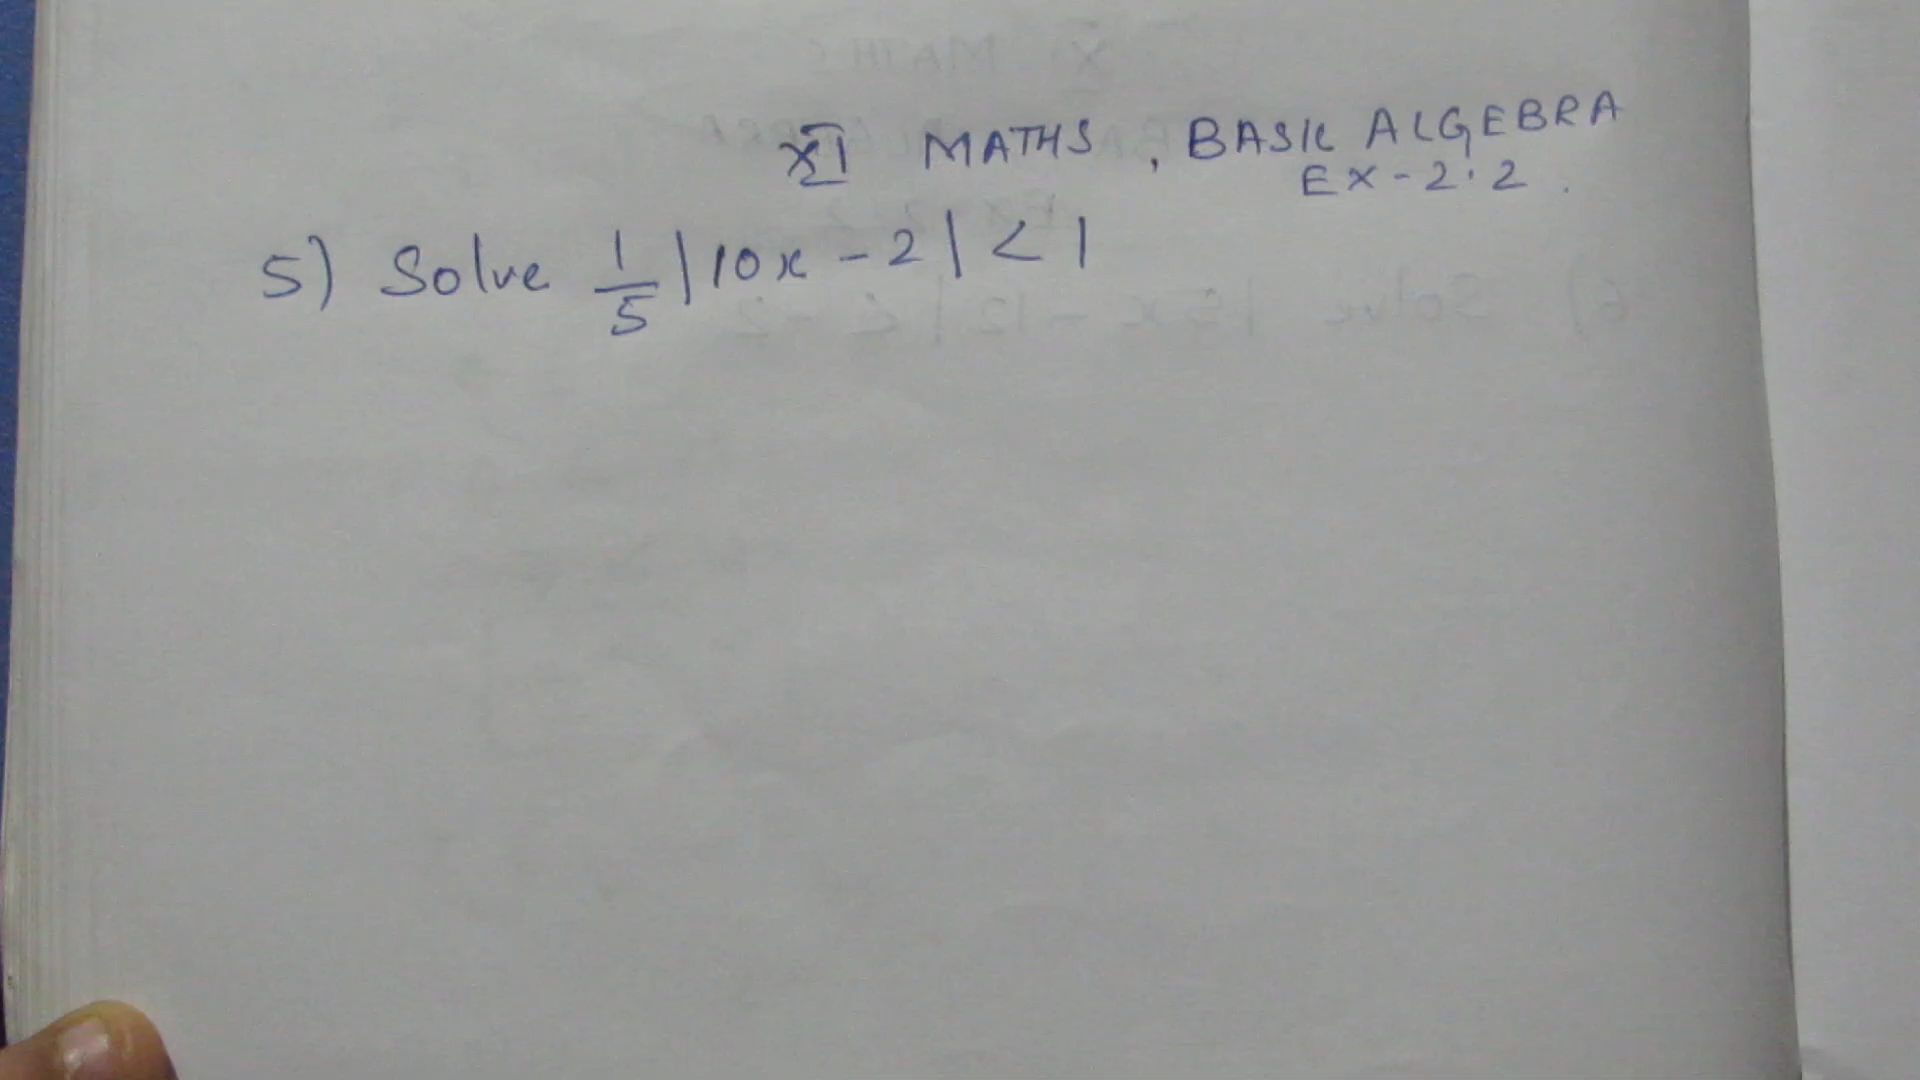 XI MATHS, BASIC ALGEBRA
EX-2.2.
5) Solve 1/5 |10x - 2| < 1